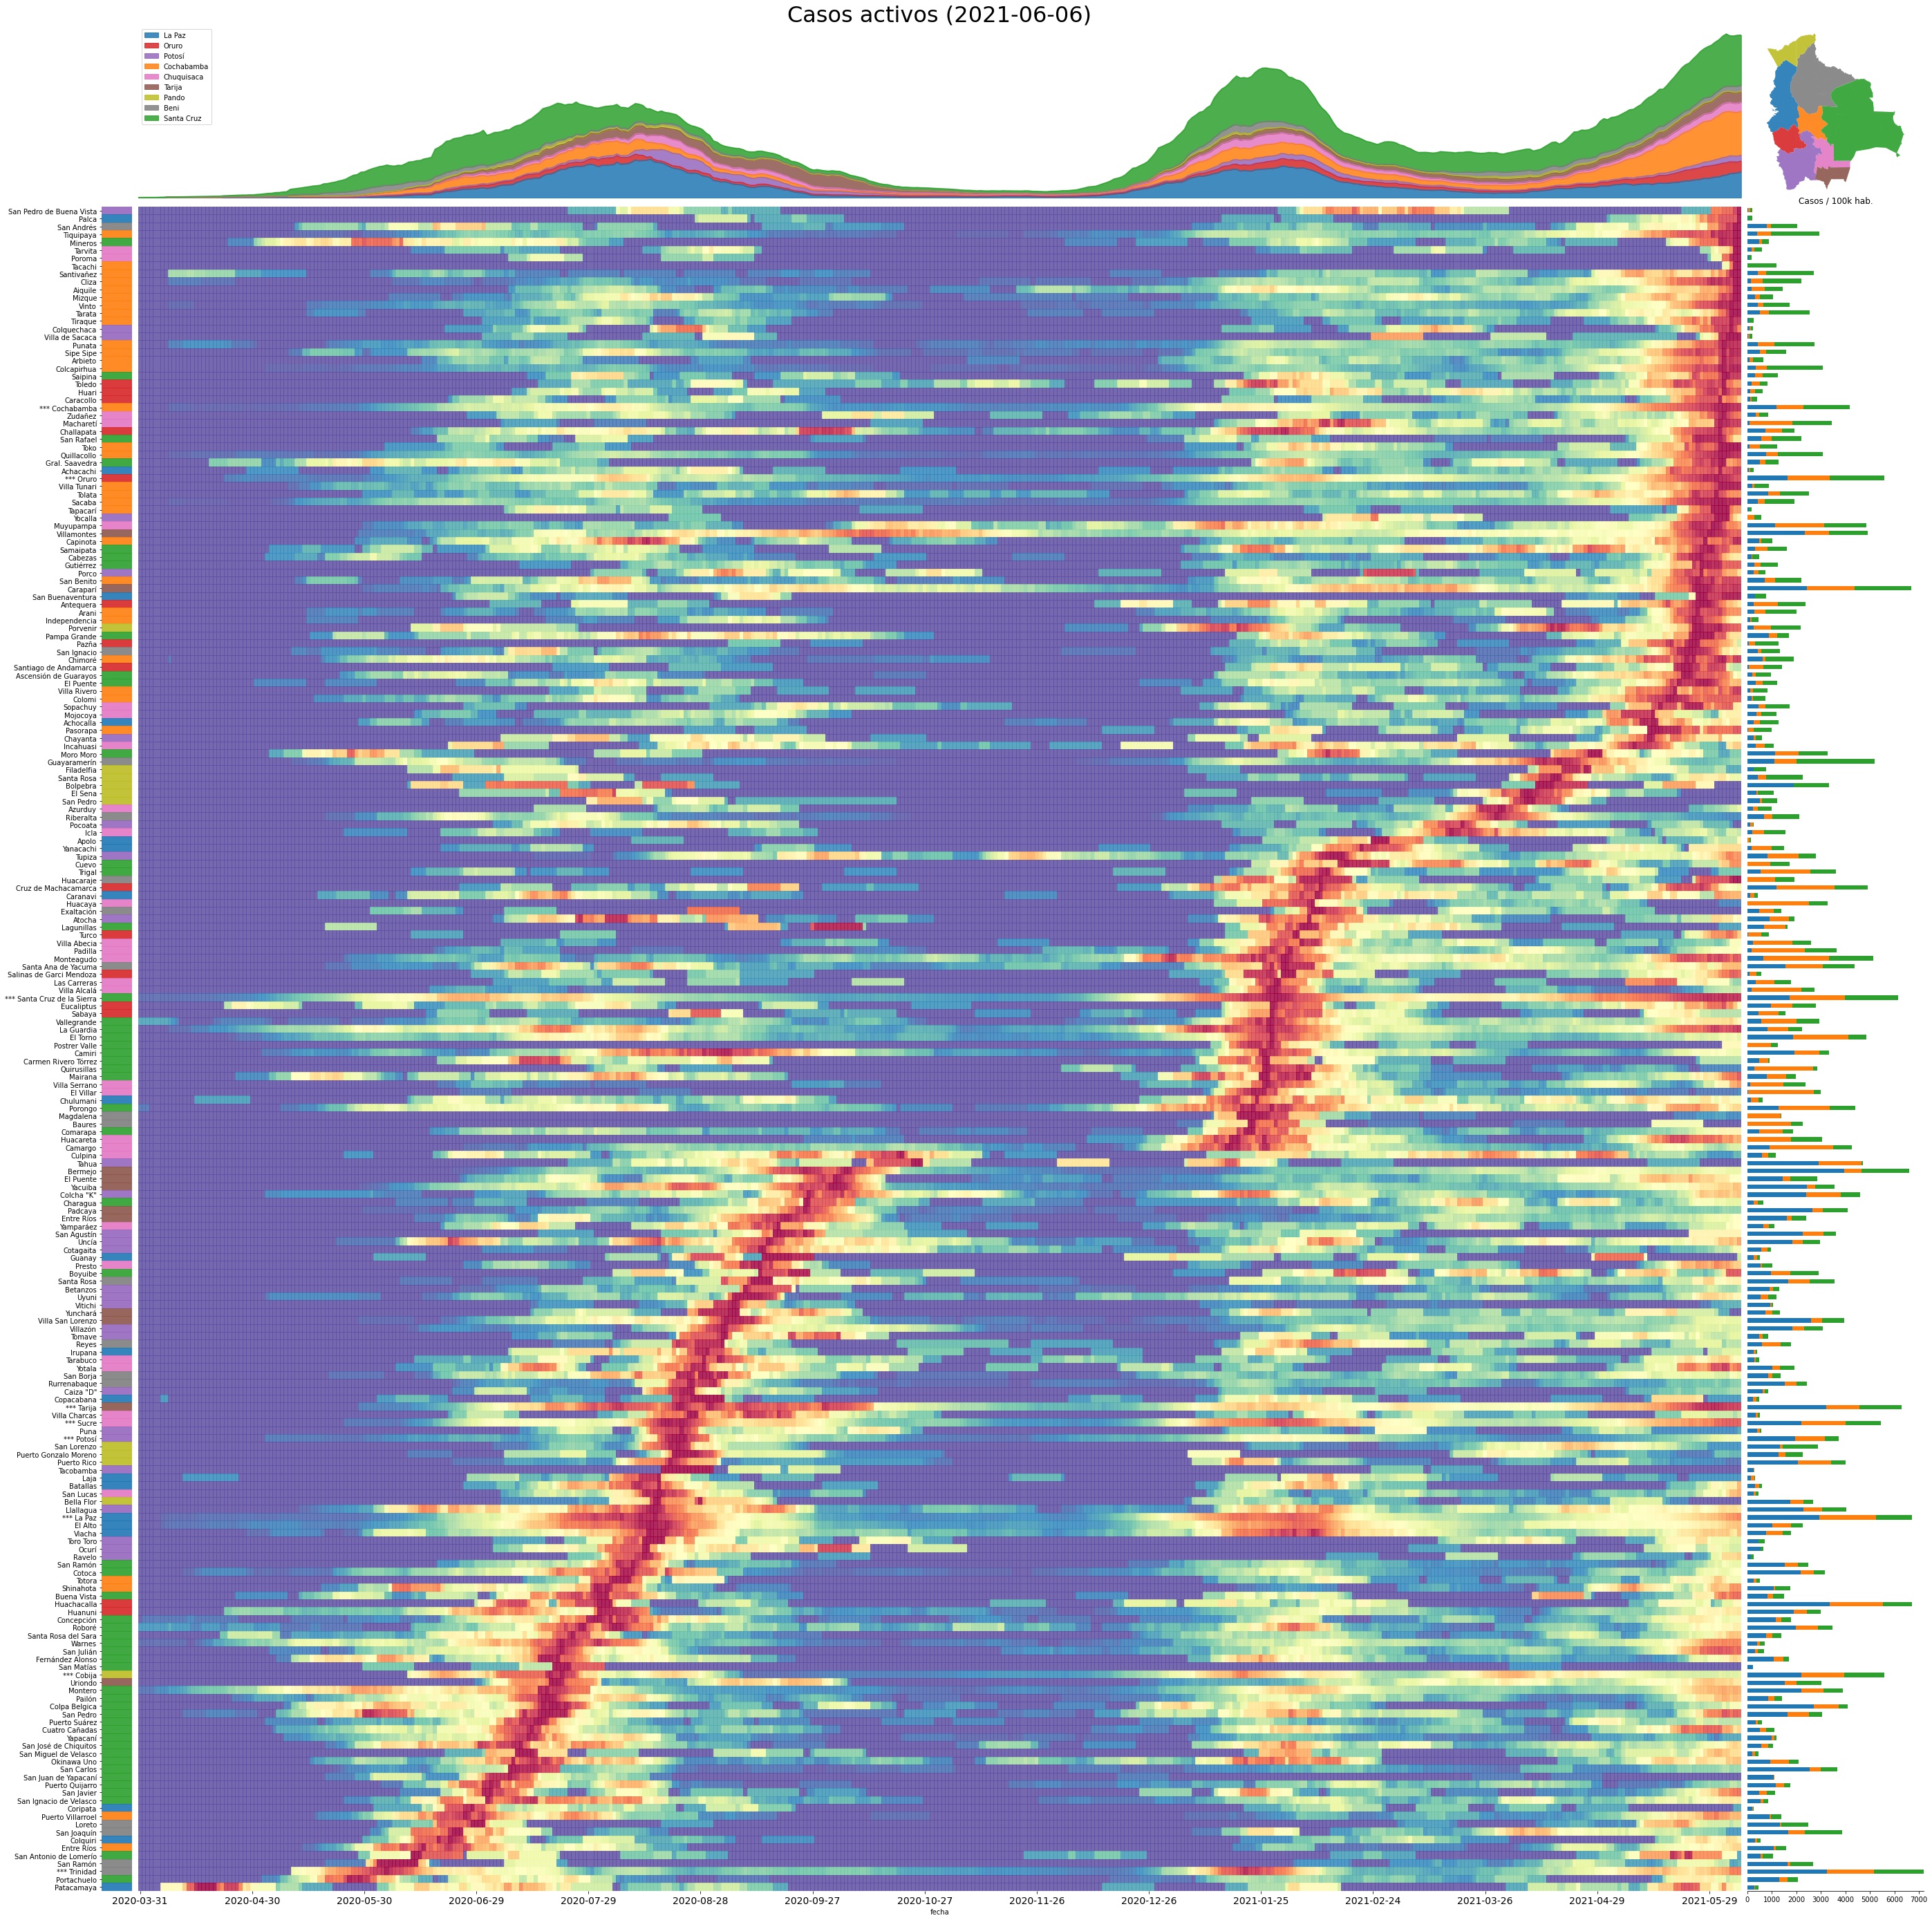 Casos activos (2021-06-06)
La Paz
Oruro
Potosí
Cochabamba
Chuquisaca
Tarija
Pando
Beni
Santa Cruz
Casos / 100k hab.
San Pedro de Buena Vista
Palca
San Andrés
Tiquipaya
Mineros
Tarvita
Poroma
Tacachi
Santivañez
Cliza
Aiquile
Mizque
Vinto
Tarata
Tiraque
Colquechaca
Villa de Sacaca
Punata
Sipe Sipe
Arbieto
Colcapirhua
Saipina
Toledo
Huari
Caracollo
*** Cochabamba
Zudañez
Macharetí
Challapata
San Rafael
Toko
Quillacollo
Gral. Saavedra
Achacachi
*** Oruro
Villa Tunari
Tolata
Sacaba
Tapacarí
Yocalla
Muyupampa
Villamontes
Capinota
Samaipata
Cabezas
Gutiérrez
Porco
San Benito
Caraparí
San Buenaventura
Antequera
Arani
Independencia
Porvenir
Pampa Grande
Pazña
San Ignacio
Chimoré
Santiago de Andamarca
Ascensión de Guarayos
El Puente
Villa Rivero
Colomi
Sopachuy
Mojocoya
Achocalla
Pasorapa
Chayanta
Incahuasi
Moro Moro
Guayaramerín
Filadelfia
Santa Rosa
Bolpebra
El Sena
San Pedro
Azurduy
Riberalta
Pocoata
Icla
Apolo
Yanacachi
Tupiza
Cuevo
Trigal
Huacaraje
Cruz de Machacamarca
Caranavi
Huacaya
Exaltación
Atocha
Lagunillas
Turco
Villa Abecia
Padilla
Monteagudo
Santa Ana de Yacuma
Salinas de Garci Mendoza
Las Carreras
Villa Alcalá
*** Santa Cruz de la Sierra
Eucaliptus
Sabaya
Vallegrande
La Guardia
El Torno
Postrer Valle
Camiri
Carmen Rivero Tórrez
Quirusillas
Mairana
Villa Serrano
El Villar
Chulumani
Porongo
Magdalena
Baures
Comarapa
Huacareta
Camargo
Culpina
Tahua
Bermejo
El Puente
Yacuiba
Colcha "K"
Charagua
Padcaya
Entre Ríos
Yamparáez
San Agustín
Uncía
Cotagaita
Guanay
Presto
Boyuibe
Santa Rosa
Betanzos
Uyuni
Vitichi
Yunchará
Villa San Lorenzo
Villazón
Tomave
Reyes
Irupana
Tarabuco
Yotala
San Borja
Rurrenabaque
Caiza "D"
Copacabana
*** Tarija
Villa Charcas
*** Sucre
Puna
*** Potosí
San Lorenzo
Puerto Gonzalo Moreno
Puerto Rico
Tacobamba
Laja
Batallas
San Lucas
Bella Flor
Llallagua
*** La Paz
El Alto
Viacha
Toro Toro
Ocurí
Ravelo
San Ramón
Cotoca
Totora
Shinahota
Buena Vista
Huachacalla
Huanuni
Concepción
Roboré
Santa Rosa del Sara
Warnes
San Julián
Fernández Alonso
San Matías
*** Cobija
Uriondo
Montero
Pailón
Colpa Belgica
San Pedro
Puerto Suárez
Cuatro Cañadas
Yapacaní
San José de Chiquitos
San Miguel de Velasco
Okinawa Uno
San Carlos
San Juan de Yapacaní
Puerto Quijarro
San Javier
San Ignacio de Velasco
Coripata
Puerto Villarroel
Loreto
San Joaquín
Colquiri
Entre Ríos
San Antonio de Lomerío
San Ramón
*** Trinidad
Portachuelo
Patacamaya
2020-03-31 2020-04-30 2020-05-30 2020-06-29 2020-07-29 2020-08-28 2020-09-27 2020-10-27 2020-11-26 2020-12-26 2021-01-25 2021-02-24 2021-03-26 2021-04-29 2021-05-29
0 1000 2000 3000 4000 5000 6000 7000
fecha